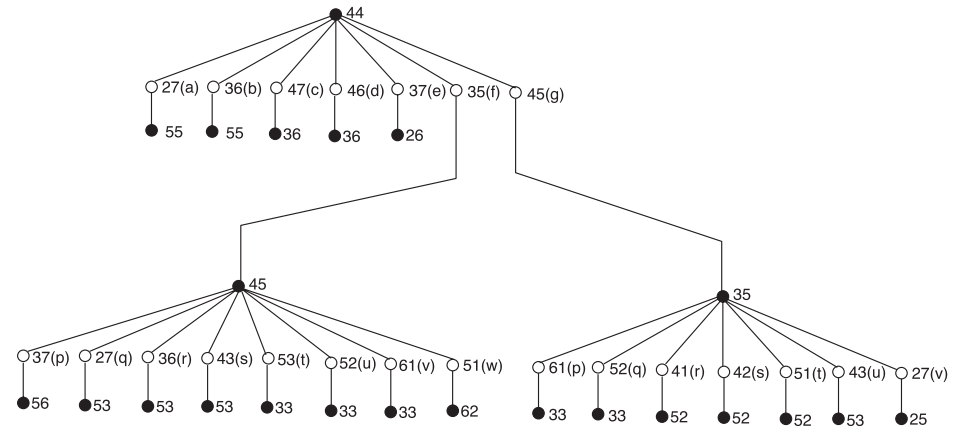 44
27(a) 36(b) 47(c) 46(d) 37(e) 35(f) 45(g)
55 55 36 36 26
45 35
37(p) 27(q) 36(r) 43(s) 53(t) 52(u) 61(v) 51(w) 61(p) 52(q) 41(r) 42(s) 51(t) 43(u) 27(v)
56 53 53 53 33 33 33 62 33 33 52 52 52 53 25